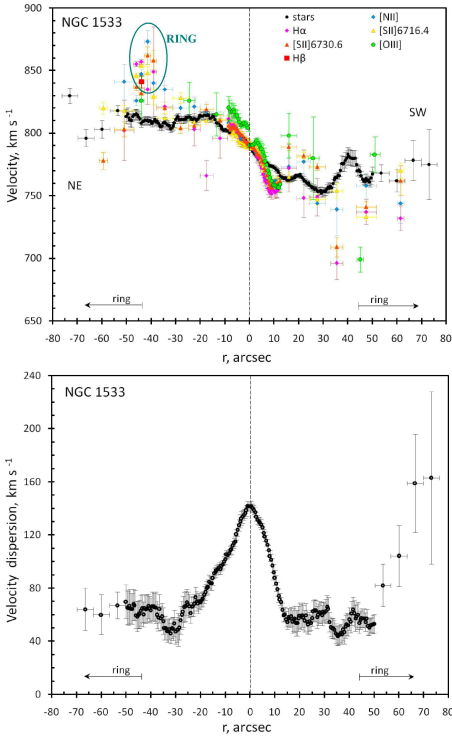 NGC 1533
stars
[NII]
Hα
[SII]6716.4
[SII]6730.6
[OIII]
Hβ
RING
SW
NE
ring
ring
Velocity, km s -1
900
850
800
750
900
700
650
-80 -70 -60 -50 -40 -30 -20 -10 0 10 20 30 40 50 60 70 80
r, arcsec
NGC 1533
Velocity dispersion, km s -1
240
200
160
140
100
60
80
40
0
ring
ring
-80 -70 -60 -50 -40 -30 -20 -10 0 10 20 30 40 50 60 70 80
r, arcsec